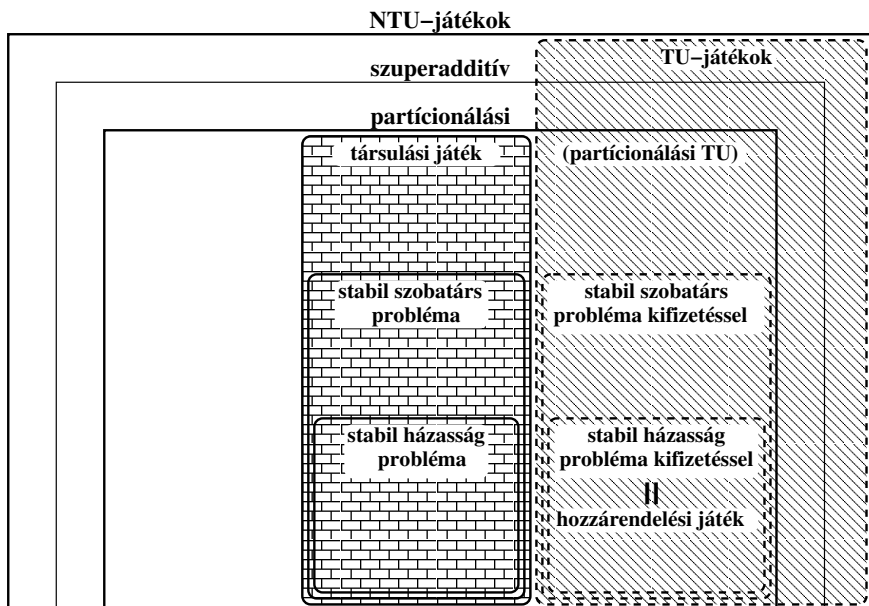 NTU–játékok
TU–játékok
szuperadditív
partícionálási
társulási játék
(partícionálási TU)
stabil szobatárs
probléma
stabil szobatárs
probléma kifizetéssel
stabil házasság
probléma
stabil házasság
probléma kifizetéssel
=
hozzárendelési játék